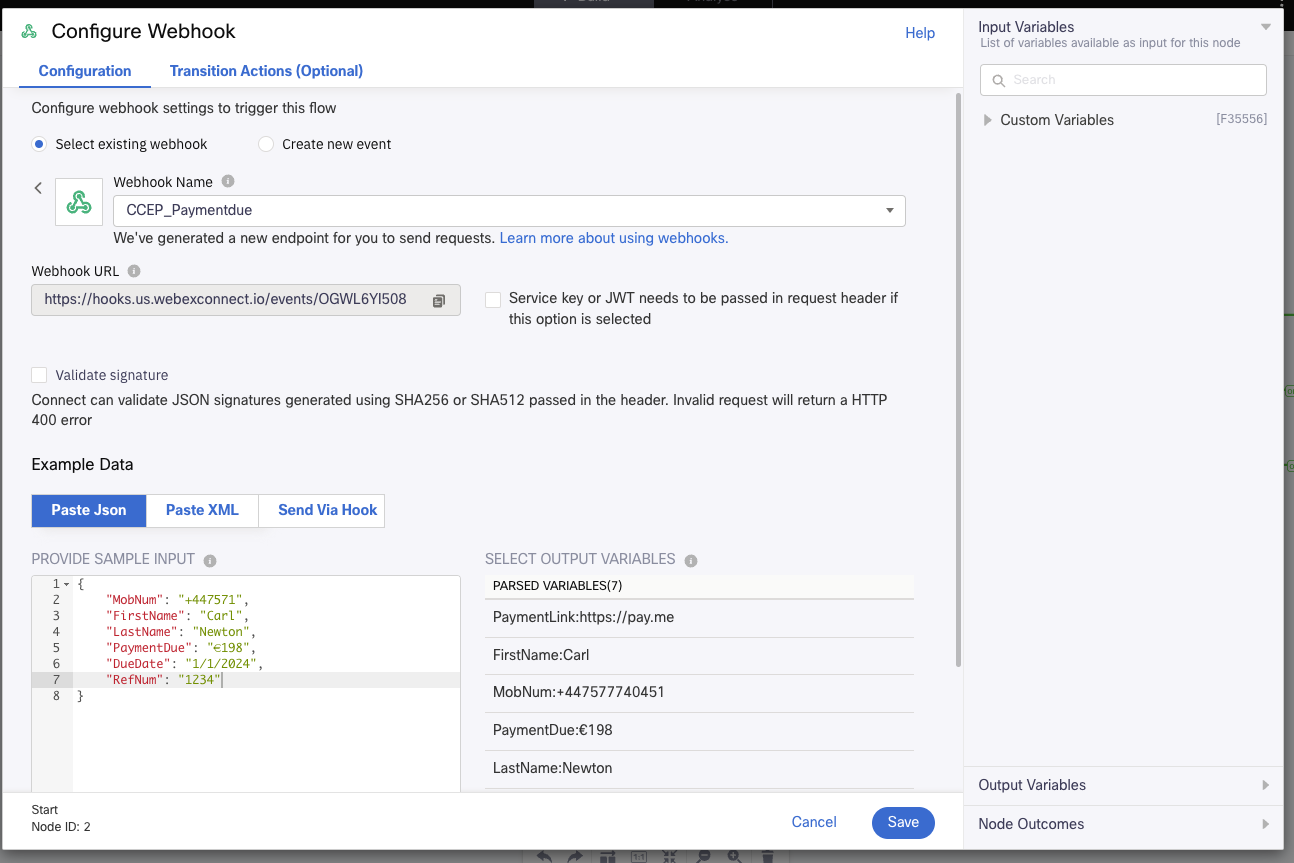 Configure Webhook
Help
Configuration
Transition Actions (Optional)
Configure webhook settings to trigger this flow
Select existing webhook
Create new event
Webhook Name
CCEP_Paymentdue
We've generated a new endpoint for you to send requests. Learn more about using webhooks.
Webhook URL
https://hooks.us.webexconnect.io/events/OGWL6YI508
Service key or JWT needs to be passed in request header if
this option is selected
Validate signature
Connect can validate JSON signatures generated using SHA256 or SHA512 passed in the header. Invalid request will return a HTTP
400 error
Example Data
Paste Json
Paste XML
Send Via Hook
PROVIDE SAMPLE INPUT
1 {
2 "MobNum": "+447571",
3 "FirstName": "Carl",
4 "LastName": "Newton",
5 "PaymentDue": "€198",
6 "DueDate": "1/1/2024",
7 "RefNum": "1234"
8 }
SELECT OUTPUT VARIABLES
PARSED VARIABLES(7)
PaymentLink:https://pay.me
FirstName:Carl
MobNum:+447577740451
PaymentDue:€198
LastName:Newton
Start
Node ID: 2
Cancel
Save
Input Variables
List of variables available as input for this node
Search
Custom Variables
[F35556]
Output Variables
Node Outcomes